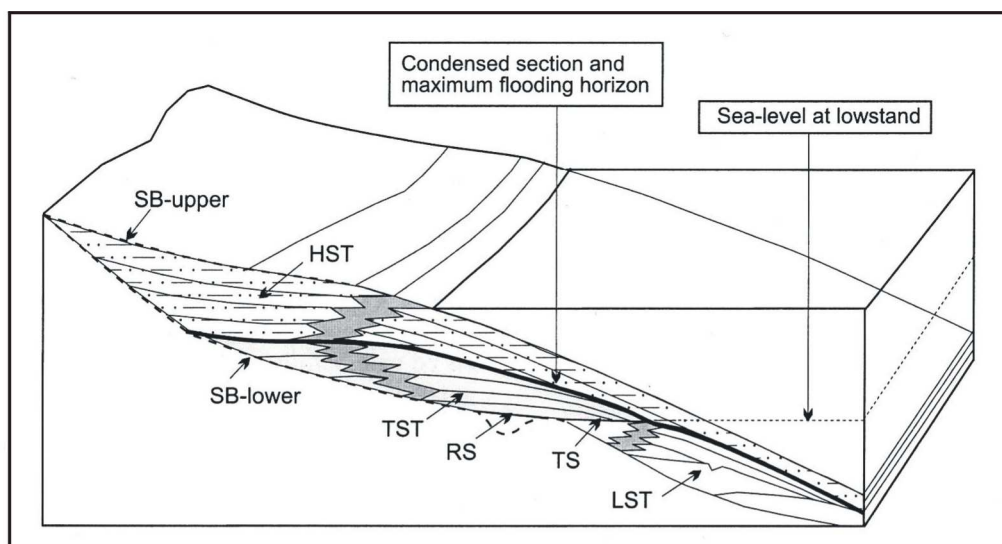 Condensed section and
maximum flooding horizon
Sea-level at lowstand
SB-upper
HST
SB-lower
TST
RS
TS
LST